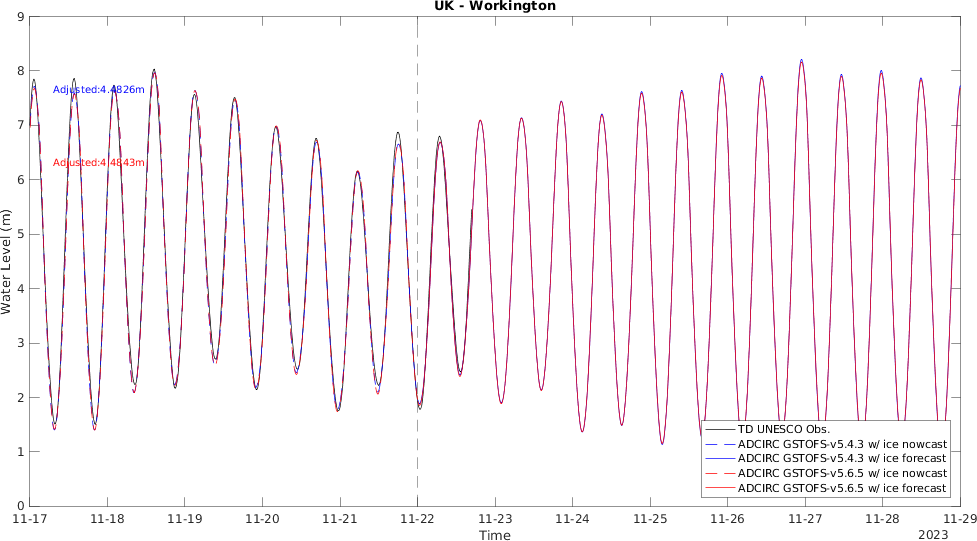 UK - Workington
9
8
7
6
5
4
3
2
1
0
Water Level (m)
Adjusted:4.4826m
Adjusted:4.4843m
TD UNESCO Obs.
ADCIRC GSTOFS-v5.4.3 w/ ice nowcast
ADCIRC GSTOFS-v5.4.3 w/ ice forecast
ADCIRC GSTOFS-v5.6.5 w/ ice nowcast
ADCIRC GSTOFS-v5.6.5 w/ ice forecast
11-17 11-18 11-19 11-20 11-21 11-22 11-23 11-24 11-25 11-26 11-27 11-28 11-29
Time
2023